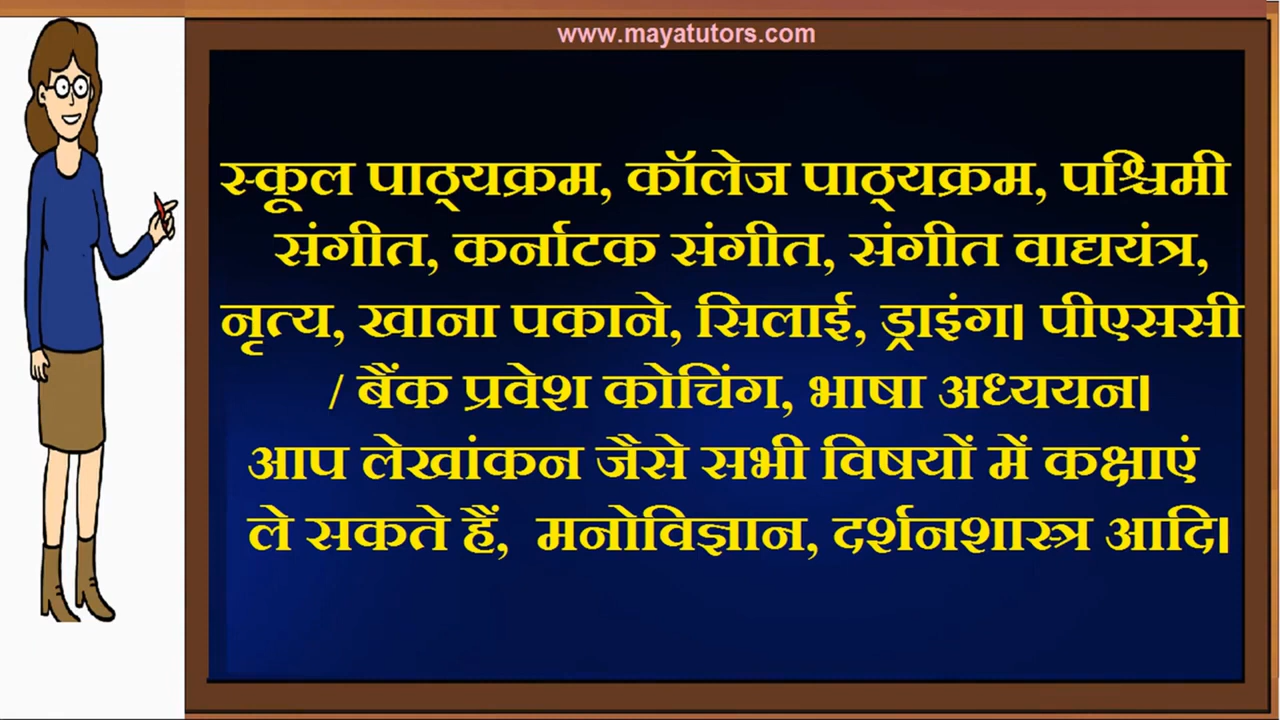 www.mayatutors.com
स्कूल पाठ्यक्रम, कॉलेज पाठ्यक्रम, पश्चिमी
संगीत, कर्नाटक संगीत, संगीत वाद्ययंत्र,
नृत्य, खाना पकाने, सिलाई, ड्राइंग। पीएससी
/ बैंक प्रवेश कोचिंग, भाषा अध्ययन।
आप लेखांकन जैसे सभी विषयों में कक्षाएं
ले सकते हैं, मनोविज्ञान, दर्शनशास्त्र आदि।